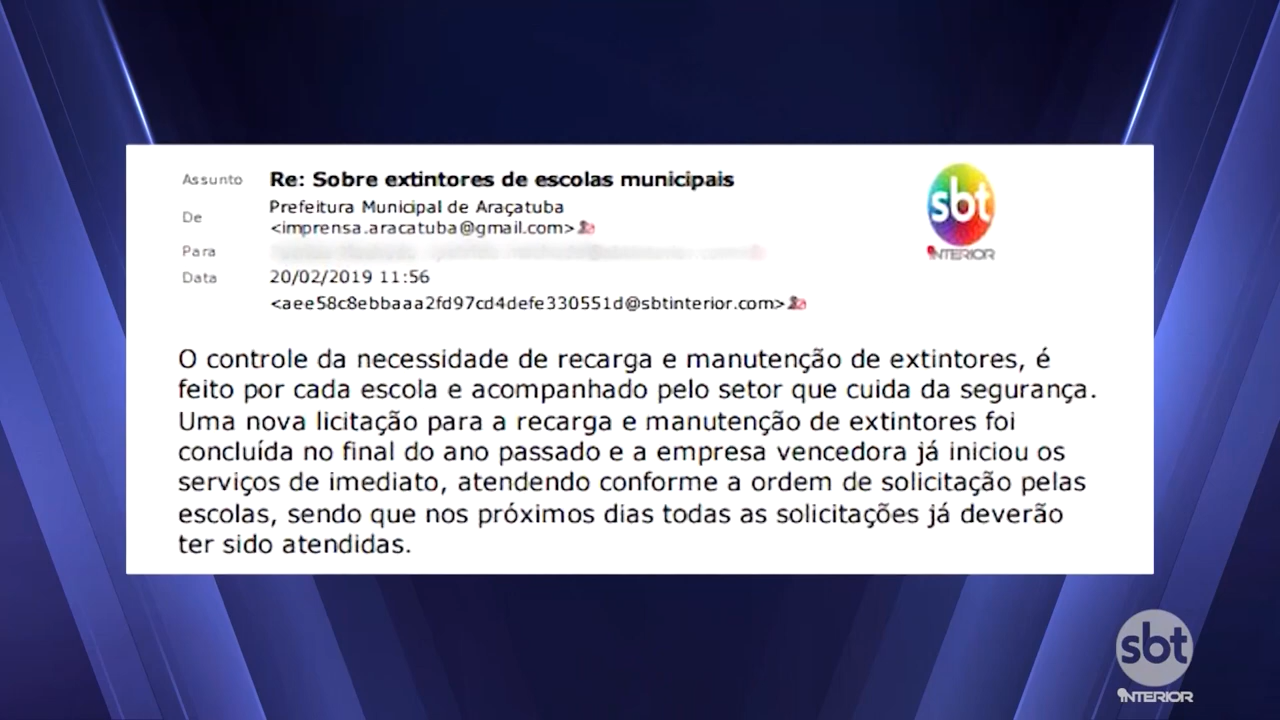 Assunto Re: Sobre extintores de escolas municipais
De Prefeitura Municipal de Araçatuba
<imprensa.aracatuba@gmail.com>
Para
Data 20/02/2019 11:56
<aee58c8ebbaaa2fd97cd4defe330551d@sbtinterior.com>
sbt
INTERIOR
O controle da necessidade de recarga e manutenção de extintores, é
feito por cada escola e acompanhado pelo setor que cuida da segurança.
Uma nova licitação para a recarga e manutenção de extintores foi
concluída no final do ano passado e a empresa vencedora já iniciou os
serviços de imediato, atendendo conforme a ordem de solicitação pelas
escolas, sendo que nos próximos dias todas as solicitações já deverão
ter sido atendidas.
sbt
INTERIOR